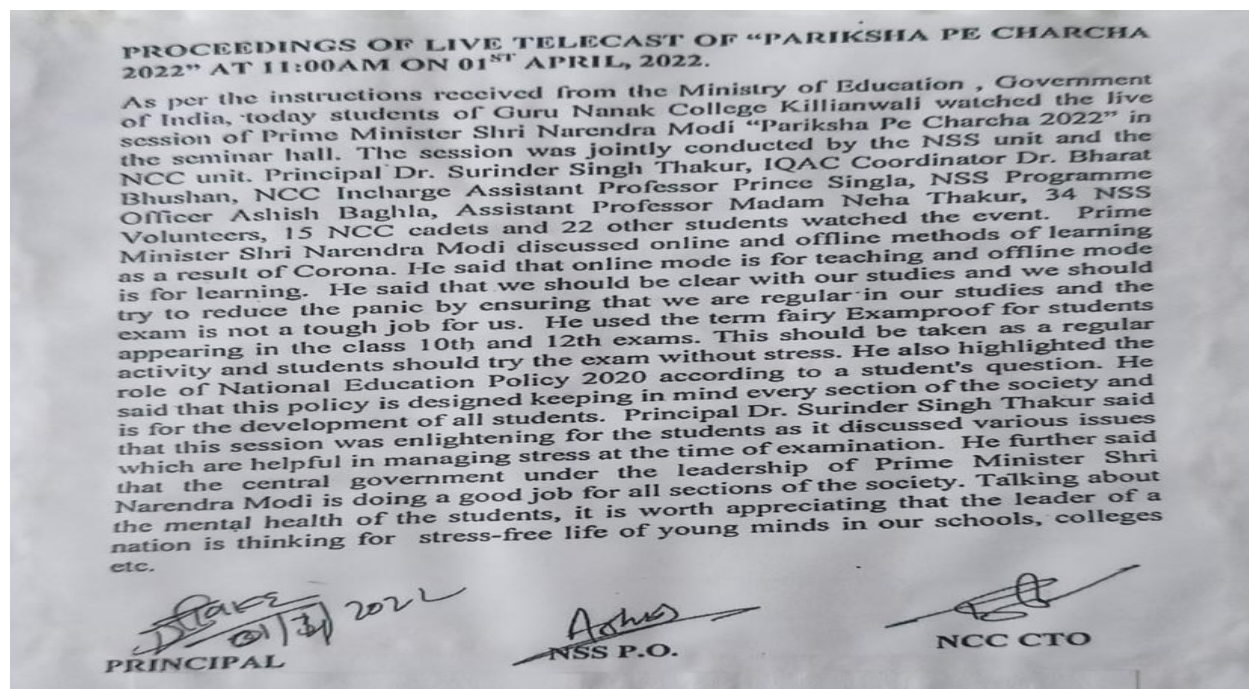 PROCEEDINGS OF LIVE TELECAST OF “PARIKSHA PE CHARCHA
2022” AT 11:00AM ON 01ST APRIL, 2022.
As per the instructions received from the Ministry of Education , Government
of India, today students of Guru Nanak College Killianwali watched the live
session of Prime Minister Shri Narendra Modi “Pariksha Pe Charcha 2022” in
the seminar hall. The session was jointly conducted by the NSS unit and the
NCC unit. Principal Dr. Surinder Singh Thakur, IQAC Coordinator Dr. Bharat
Bhushan, NCC Incharge Assistant Professor Prince Singla, NSS Programme
Officer Ashish Baghla, Assistant Professor Madam Neha Thakur, 34 NSS
Volunteers, 15 NCC cadets and 22 other students watched the event. Prime
Minister Shri Narendra Modi discussed online and offline methods of learning
as a result of Corona. He said that online mode is for teaching and offline mode
is for learning. He said that we should be clear with our studies and we should
try to reduce the panic by ensuring that we are regular in our studies and the
exam is not a tough job for us. He used the term fairy Examproof for students
appearing in the class 10th and 12th exams. This should be taken as a regular
activity and students should try the exam without stress. He also highlighted the
role of National Education Policy 2020 according to a student's question. He
said that this policy is designed keeping in mind every section of the society and
is for the development of all students. Principal Dr. Surinder Singh Thakur said
that this session was enlightening for the students as it discussed various issues
which are helpful in managing stress at the time of examination. He further said
that the central government under the leadership of Prime Minister Shri
Narendra Modi is doing a good job for all sections of the society. Talking about
the mental health of the students, it is worth appreciating that the leader of a
nation is thinking for stress-free life of young minds in our schools, colleges
etc.
2022
PRINCIPAL
NSS P.O.
NCC CTO